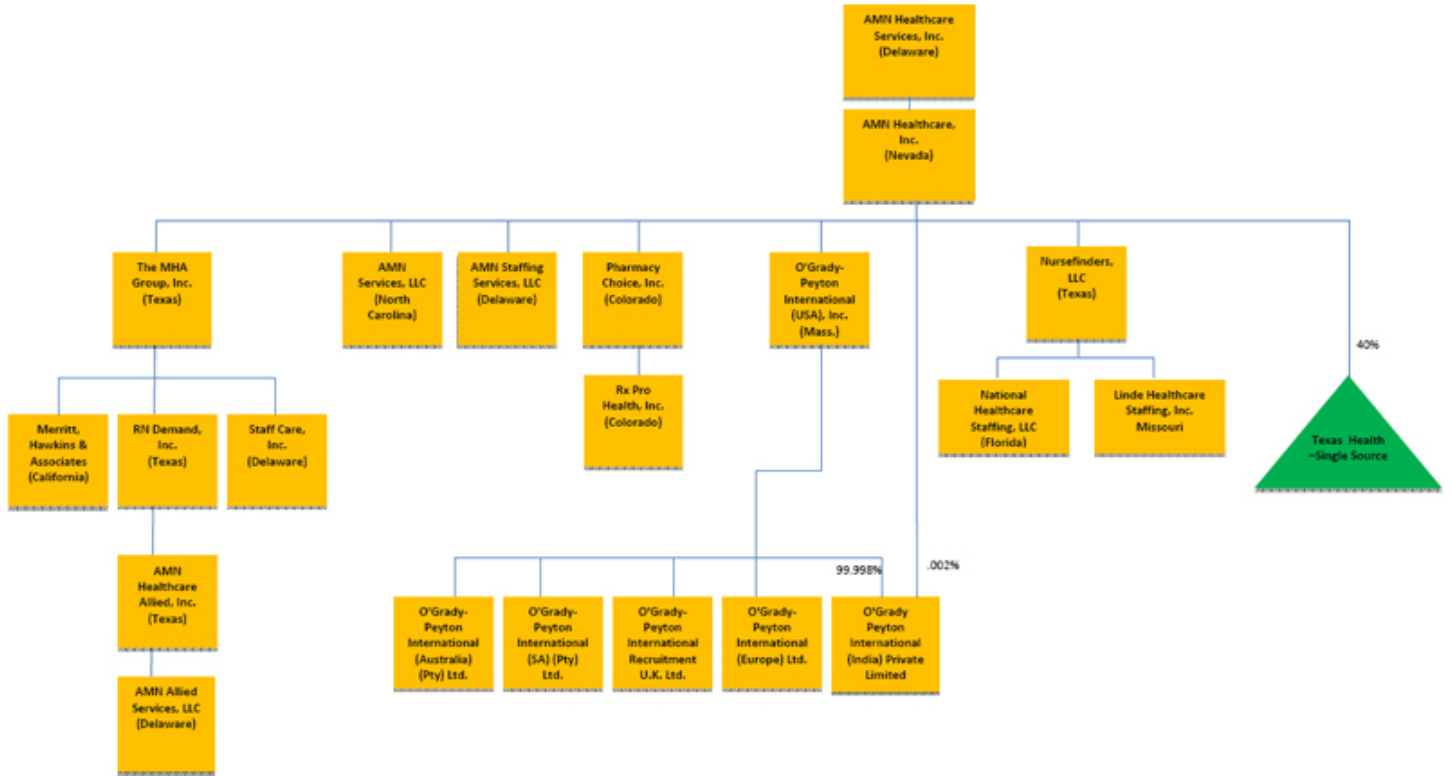 AMN Healthcare
Services, Inc.
(Delaware)
AMN Healthcare,
Inc.
(Nevada)
The MHA
Group, Inc.
(Texas)
AMN
Services, LLC
(North
Carolina)
AMN Staffing
Services, LLC
(Delaware)
Pharmacy
Choice, Inc.
(Colorado)
O'Grady-
Peyton
International
(USA), Inc.
(Mass.)
Nursefinders,
LLC
(Texas)
40%
Texas Health
–Single Source
Rx Pro
Health, Inc.
(Colorado)
National
Healthcare
Staffing, LLC
(Florida)
Linde Healthcare
Staffing, Inc.
Missouri
Merritt,
Hawkins &
Associates
(California)
RN Demand,
Inc.
(Texas)
Staff Care,
Inc.
(Delaware)
AMN
Healthcare
Allied, Inc.
(Texas)
AMN Allied
Services, LLC
(Delaware)
99.998%
.002%
O'Grady-
Peyton
International
(Australia)
(Pty) Ltd.
O'Grady-
Peyton
International
(SA) (Pty)
Ltd.
O'Grady-
Peyton
International
Recruitment
U.K. Ltd.
O'Grady-
Peyton
International
(Europe) Ltd.
O'Grady
Peyton
International
(India) Private
Limited